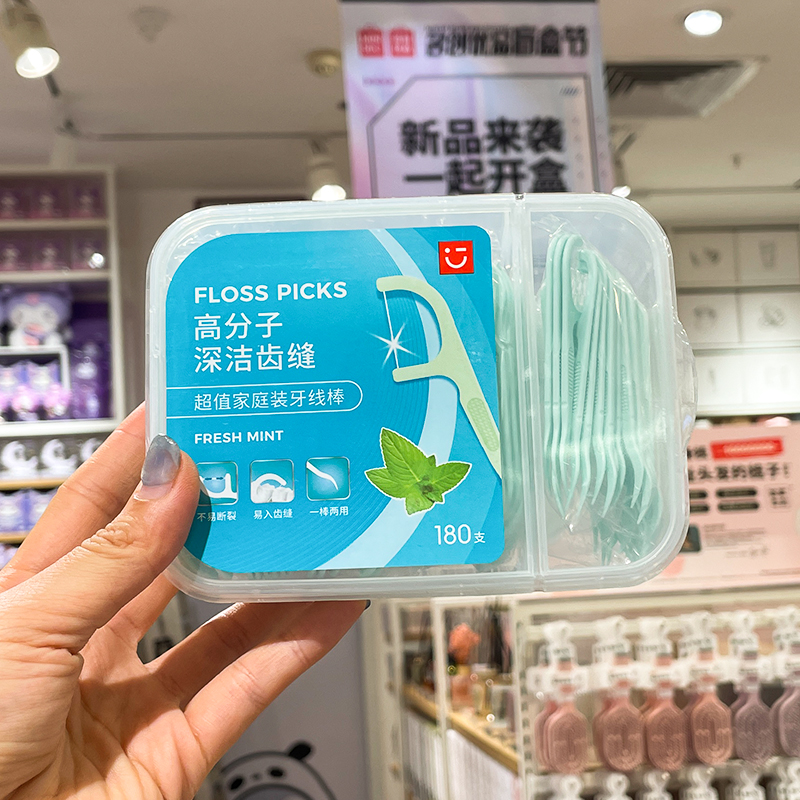 新品来袭
一起开盒
FLOSS PICKS
高分子
深洁齿缝
超值家庭装牙线棒
FRESH MINT
不易断裂
易入齿缝
一棒两用
180支